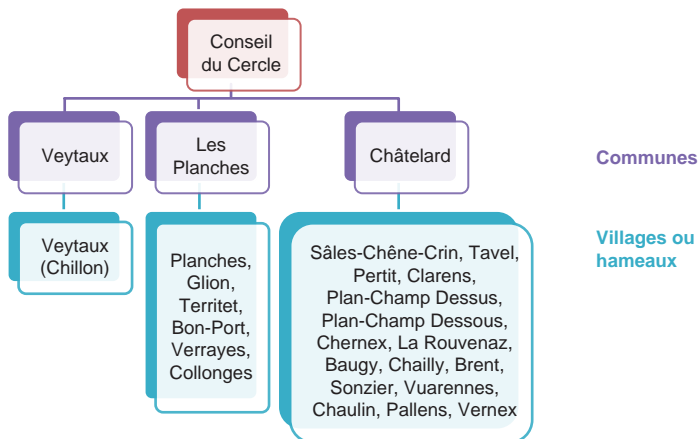 Conseil
du Cercle
Veytaux
Les
Planches
Châtelard
Communes
Veytaux
(Chillon)
Planches,
Glion,
Territet,
Bon-Port,
Verrayes,
Collonges
Sâles-Chêne-Crin, Tavel,
Pertit, Clarens,
Plan-Champ Dessus,
Plan-Champ Dessous,
Chernex, La Rouvenaz,
Baugy, Chailly, Brent,
Sonzier, Vuarennes,
Chaulin, Pallens, Vernex
Villages ou
hameaux